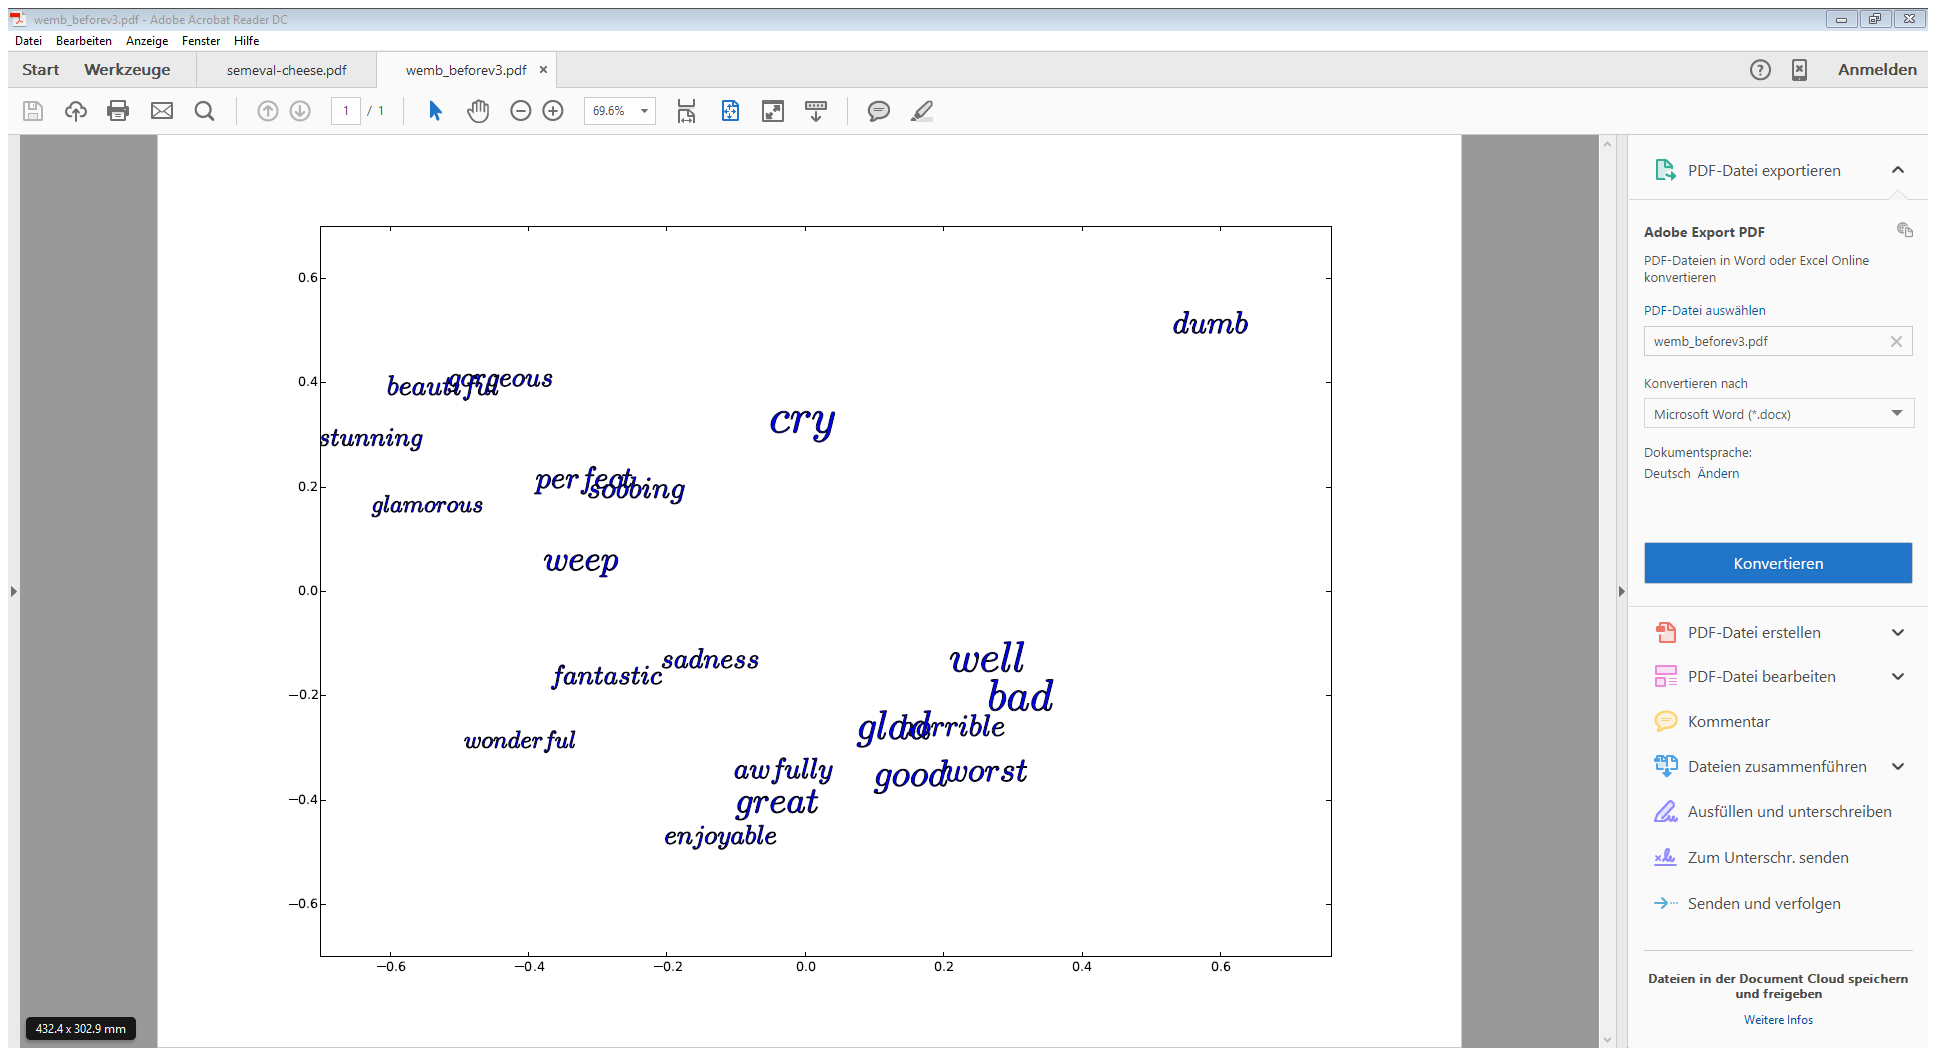 wemb_beforev3.pdf - Adobe Acrobat Reader DC
Datei Bearbeiten Anzeige Fenster Hilfe
Start Werkzeuge semeval-cheese.pdf wemb_beforev3.pdf × Anmelden
1 / 1 69.6%
0.6
0.4
0.2
0.0
−0.2
−0.4
−0.6
−0.6 −0.4 −0.2 0.0 0.2 0.4 0.6
dumb
gorgeous
beautiful
cry
stunning
perfect
sobbing
glamorous
weep
well
sadness
fantastic
bad
glad
horrible
wonderful
awfully
good
worst
great
enjoyable
432.4 x 302.9 mm
PDF-Datei exportieren
Adobe Export PDF
PDF-Dateien in Word oder Excel Online
konvertieren
PDF-Datei auswählen
wemb_beforev3.pdf
Konvertieren nach
Microsoft Word (*.docx)
Dokumentsprache:
Deutsch Ändern
Konvertieren
PDF-Datei erstellen
PDF-Datei bearbeiten
Kommentar
Dateien zusammenführen
Ausfüllen und unterschreiben
Zum Unterschr. senden
Senden und verfolgen
Dateien in der Document Cloud speichern
und freigeben
Weitere Infos